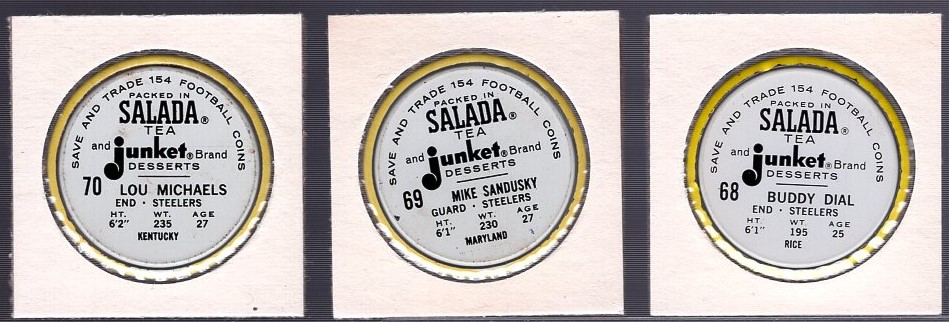 SAVE AND TRADE 154 FOOTBALL COINS
PACKED IN
SALADA®
TEA
and Junket® Brand
DESSERTS
70 LOU MICHAELS
END · STEELERS
HT. WT. AGE
6'2" 235 27
KENTUCKY
SAVE AND TRADE 154 FOOTBALL COINS
PACKED IN
SALADA®
TEA
and Junket® Brand
DESSERTS
69 MIKE SANDUSKY
GUARD · STEELERS
HT. WT. AGE
6'1" 230 27
MARYLAND
SAVE AND TRADE 154 FOOTBALL COINS
PACKED IN
SALADA®
TEA
and Junket® Brand
DESSERTS
68 BUDDY DIAL
END · STEELERS
HT. WT. AGE
6'1" 195 25
RICE